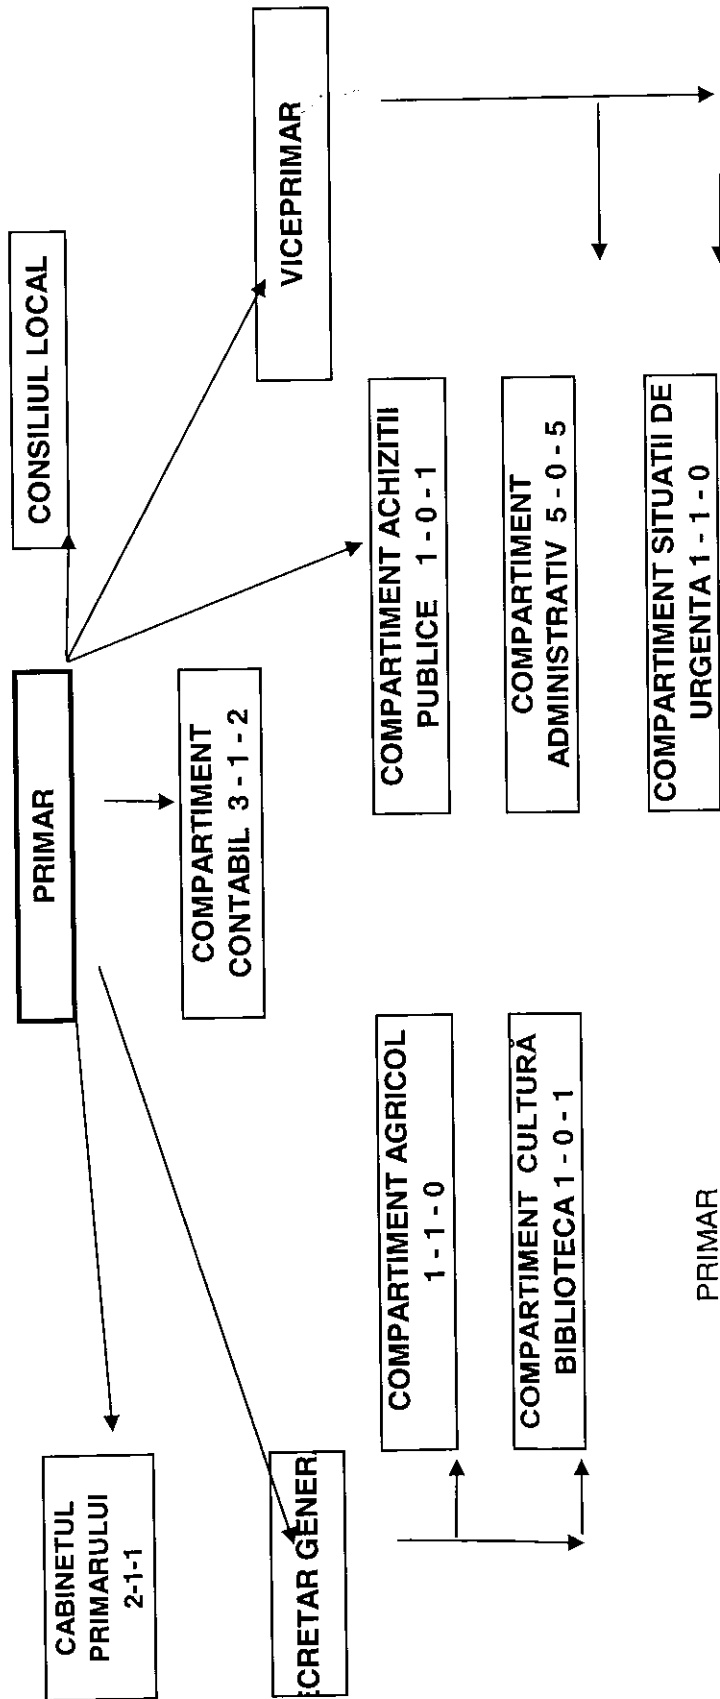 CONSILIUL LOCAL
PRIMAR
CABINETUL
PRIMARULUI
2-1-1
COMPARTIMENT
CONTABIL 3 - 1 - 2
VICEPRIMAR
CRETAR GENER
COMPARTIMENT AGRICOL
1 - 1 - 0
COMPARTIMENT ACHIZITII
PUBLICE 1 - 0 - 1
COMPARTIMENT CULTURĂ
BIBLIOTECA 1 - 0 - 1
COMPARTIMENT
ADMINISTRATIV 5 - 0 - 5
COMPARTIMENT SITUATII DE
URGENTA 1 - 1 - 0
PRIMAR